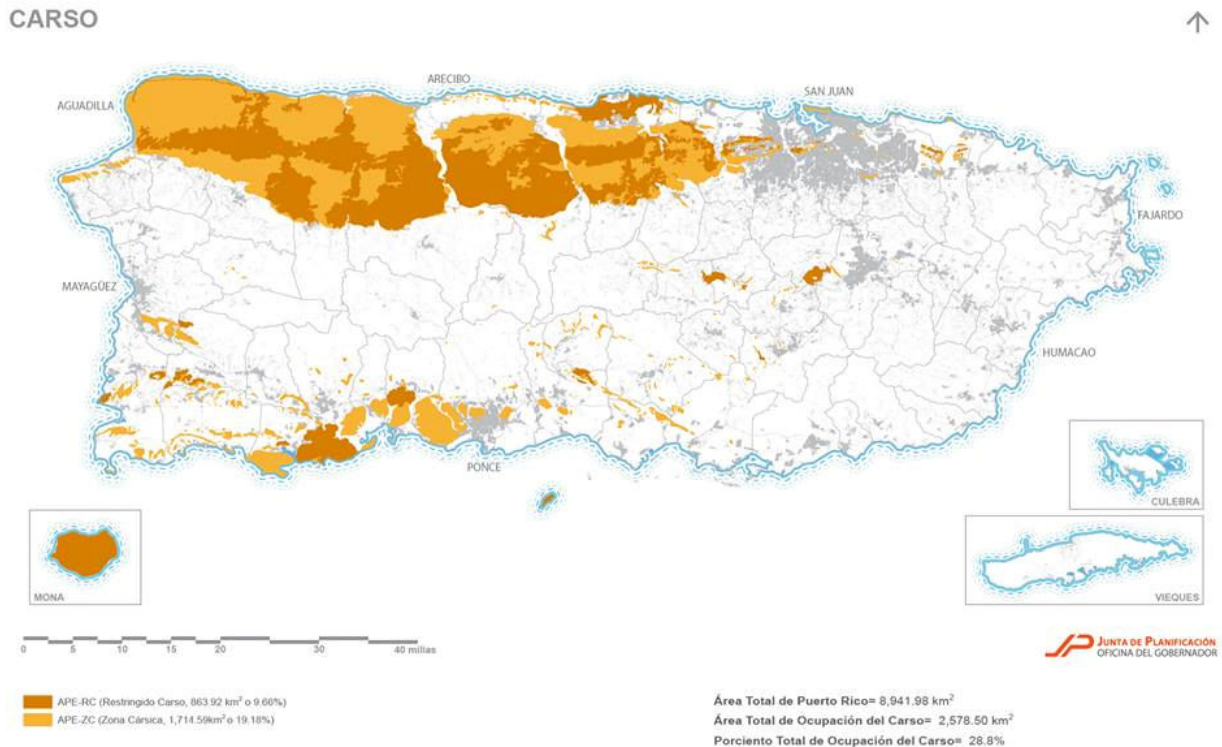 CARSO
ARECIBO
AGUADILLA
SAN JUAN
FAJARDO
MAYAGÜEZ
HUMACAO
PONCE
CULEBRA
MONA
VIEQUES
0 5 10 15 20 30 40 millas
JP JUNTA DE PLANIFICACIÓN
OFICINA DEL GOBERNADOR
APE-RC (Restringido Carso, 863.92 km² o 9.66%)
APE-ZC (Zona Cársica, 1,714.59km² o 19.18%)
Área Total de Puerto Rico= 8,941.98 km²
Área Total de Ocupación del Carso= 2,578.50 km²
Porciento Total de Ocupación del Carso= 28.8%